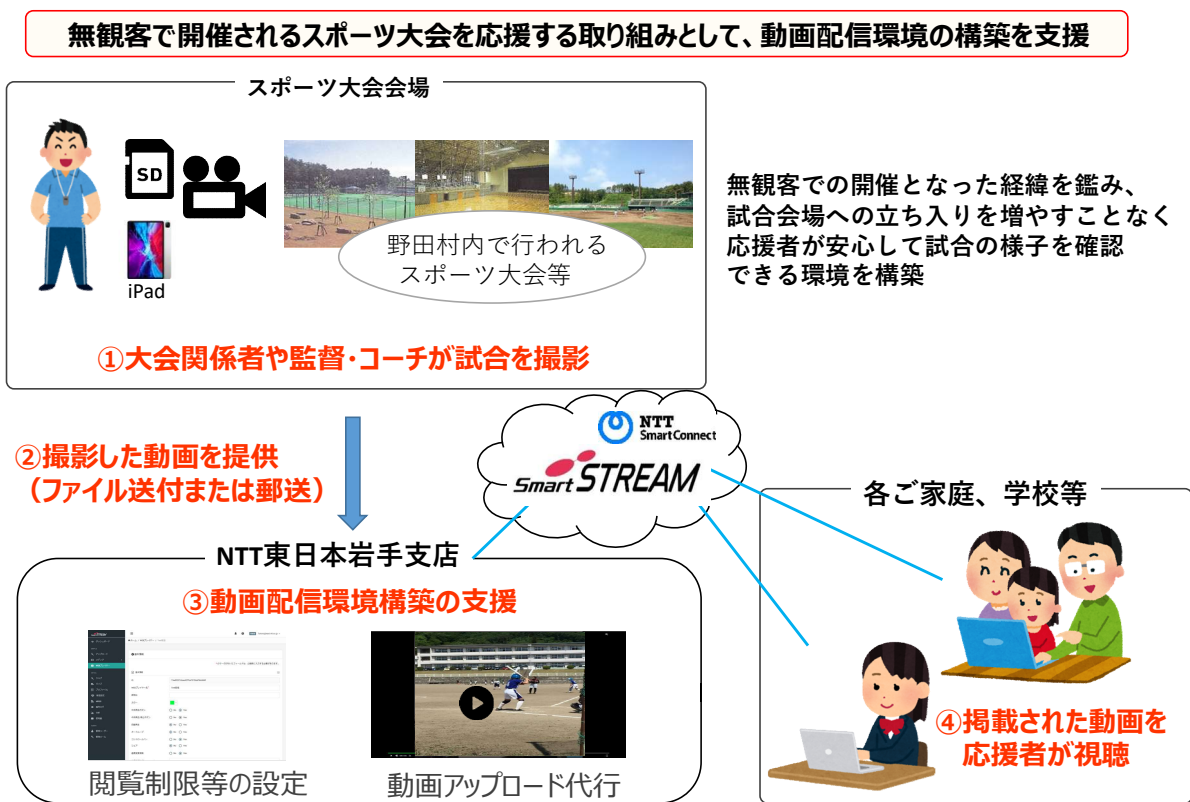 無観客で開催されるスポーツ大会を応援する取り組みとして、動画配信環境の構築を支援
スポーツ大会会場
SD
iPad
野田村内で行われる
スポーツ大会等
①大会関係者や監督・コーチが試合を撮影
無観客での開催となった経緯を鑑み、
試合会場への立ち入りを増やすことなく
応援者が安心して試合の様子を確認
できる環境を構築
②撮影した動画を提供
（ファイル送付または郵送）
NTT
SmartConnect
Smart STREAM
NTT東日本岩手支店
③動画配信環境構築の支援
閲覧制限等の設定
動画アップロード代行
各ご家庭、学校等
④掲載された動画を
応援者が視聴